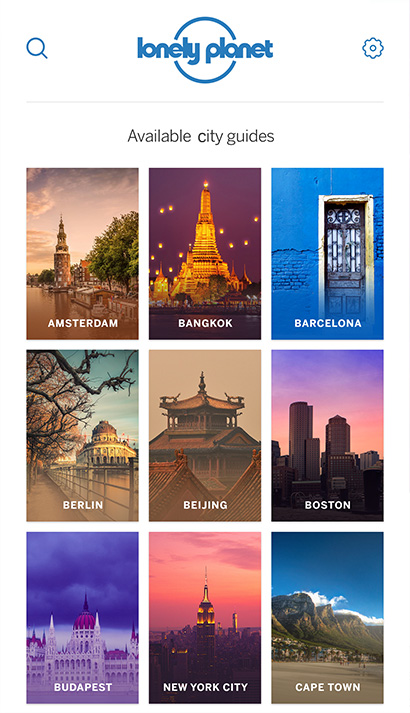 lonely planet
Available city guides
AMSTERDAM
BANGKOK
BARCELONA
BERLIN
BEIJING
BOSTON
BUDAPEST
NEW YORK CITY
CAPE TOWN